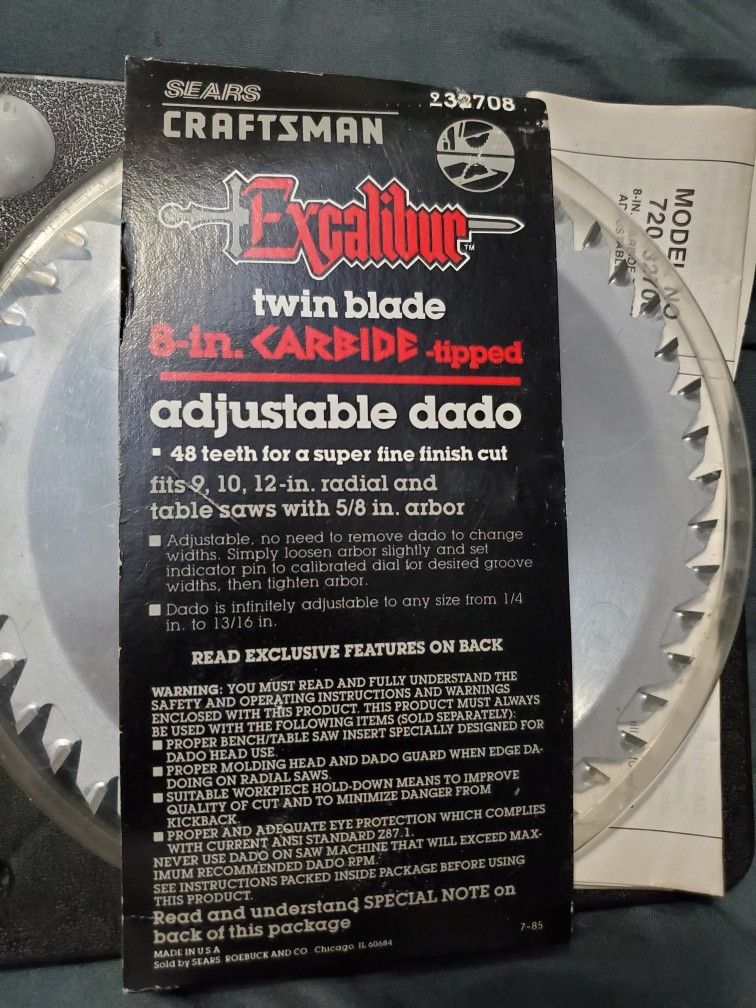 SEARS
232708
CRAFTSMAN
Excalibur™
twin blade
8-in. CARBIDE-tipped
adjustable dado
▪ 48 teeth for a super fine finish cut
fits 9, 10, 12-in. radial and
table saws with 5/8 in. arbor
■ Adjustable, no need to remove dado to change
widths. Simply loosen arbor slightly and set
indicator pin to calibrated dial for desired groove
widths, then tighten arbor.
■ Dado is infinitely adjustable to any size from 1/4
in. to 13/16 in.
READ EXCLUSIVE FEATURES ON BACK
WARNING: YOU MUST READ AND FULLY UNDERSTAND THE
SAFETY AND OPERATING INSTRUCTIONS AND WARNINGS
ENCLOSED WITH THIS PRODUCT. THIS PRODUCT MUST ALWAYS
BE USED WITH THE FOLLOWING ITEMS (SOLD SEPARATELY):
■ PROPER BENCH/TABLE SAW INSERT SPECIALLY DESIGNED FOR
DADO HEAD USE.
■ PROPER MOLDING HEAD AND DADO GUARD WHEN EDGE DA-
DOING ON RADIAL SAWS.
■ SUITABLE WORKPIECE HOLD-DOWN MEANS TO IMPROVE
QUALITY OF CUT AND TO MINIMIZE DANGER FROM
KICKBACK.
■ PROPER AND ADEQUATE EYE PROTECTION WHICH COMPLIES
WITH CURRENT ANSI STANDARD Z87.1.
NEVER USE DADO ON SAW MACHINE THAT WILL EXCEED MAX-
IMUM RECOMMENDED DADO RPM.
SEE INSTRUCTIONS PACKED INSIDE PACKAGE BEFORE USING
THIS PRODUCT.
Read and understand SPECIAL NOTE on
back of this package
7-85
MADE IN U S A
Sold by SEARS, ROEBUCK AND CO Chicago, IL 60684
MODEL NO
720
8-IN.